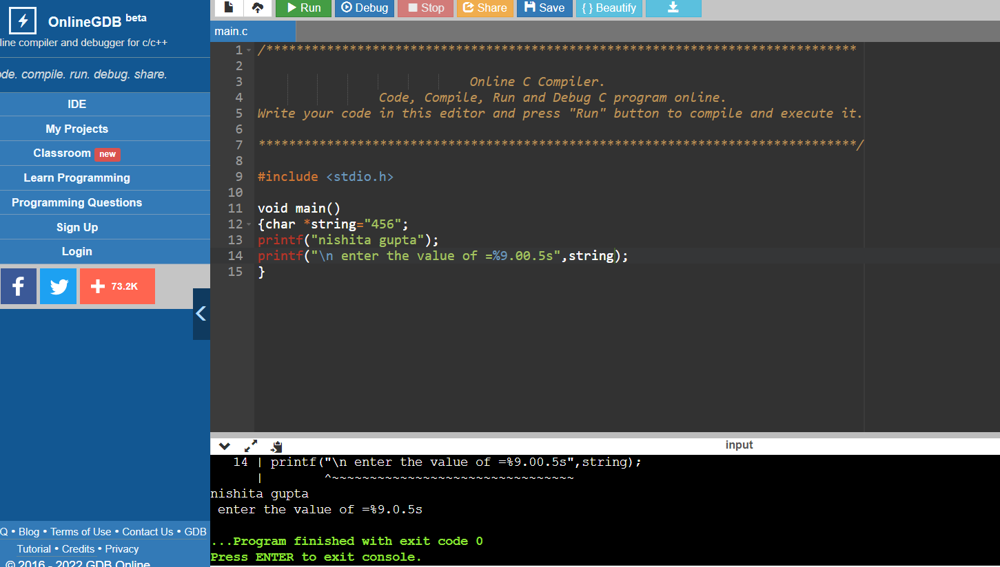 OnlineGDB beta
line compiler and debugger for c/c++
ode. compile. run. debug. share.
IDE
My Projects
Classroom new
Learn Programming
Programming Questions
Sign Up
Login
73.2K
Q • Blog • Terms of Use • Contact Us • GDB
Tutorial • Credits • Privacy
© 2016 - 2022 GDB Online
Run Debug Stop Share Save { } Beautify
main.c
1 /******************************************************************************
2
3 Online C Compiler.
4 Code, Compile, Run and Debug C program online.
5 Write your code in this editor and press "Run" button to compile and execute it.
6
7 *******************************************************************************/
8
9 #include <stdio.h>
10
11 void main()
12 {char *string="456";
13 printf("nishita gupta");
14 printf("\n enter the value of =%9.00.5s",string);
15 }
input
14 | printf("\n enter the value of =%9.00.5s",string);
| ^~~~~~~~~~~~~~~~~~~~~~~~~~~~~~~~~
nishita gupta
enter the value of =%9.0.5s
...Program finished with exit code 0
Press ENTER to exit console.